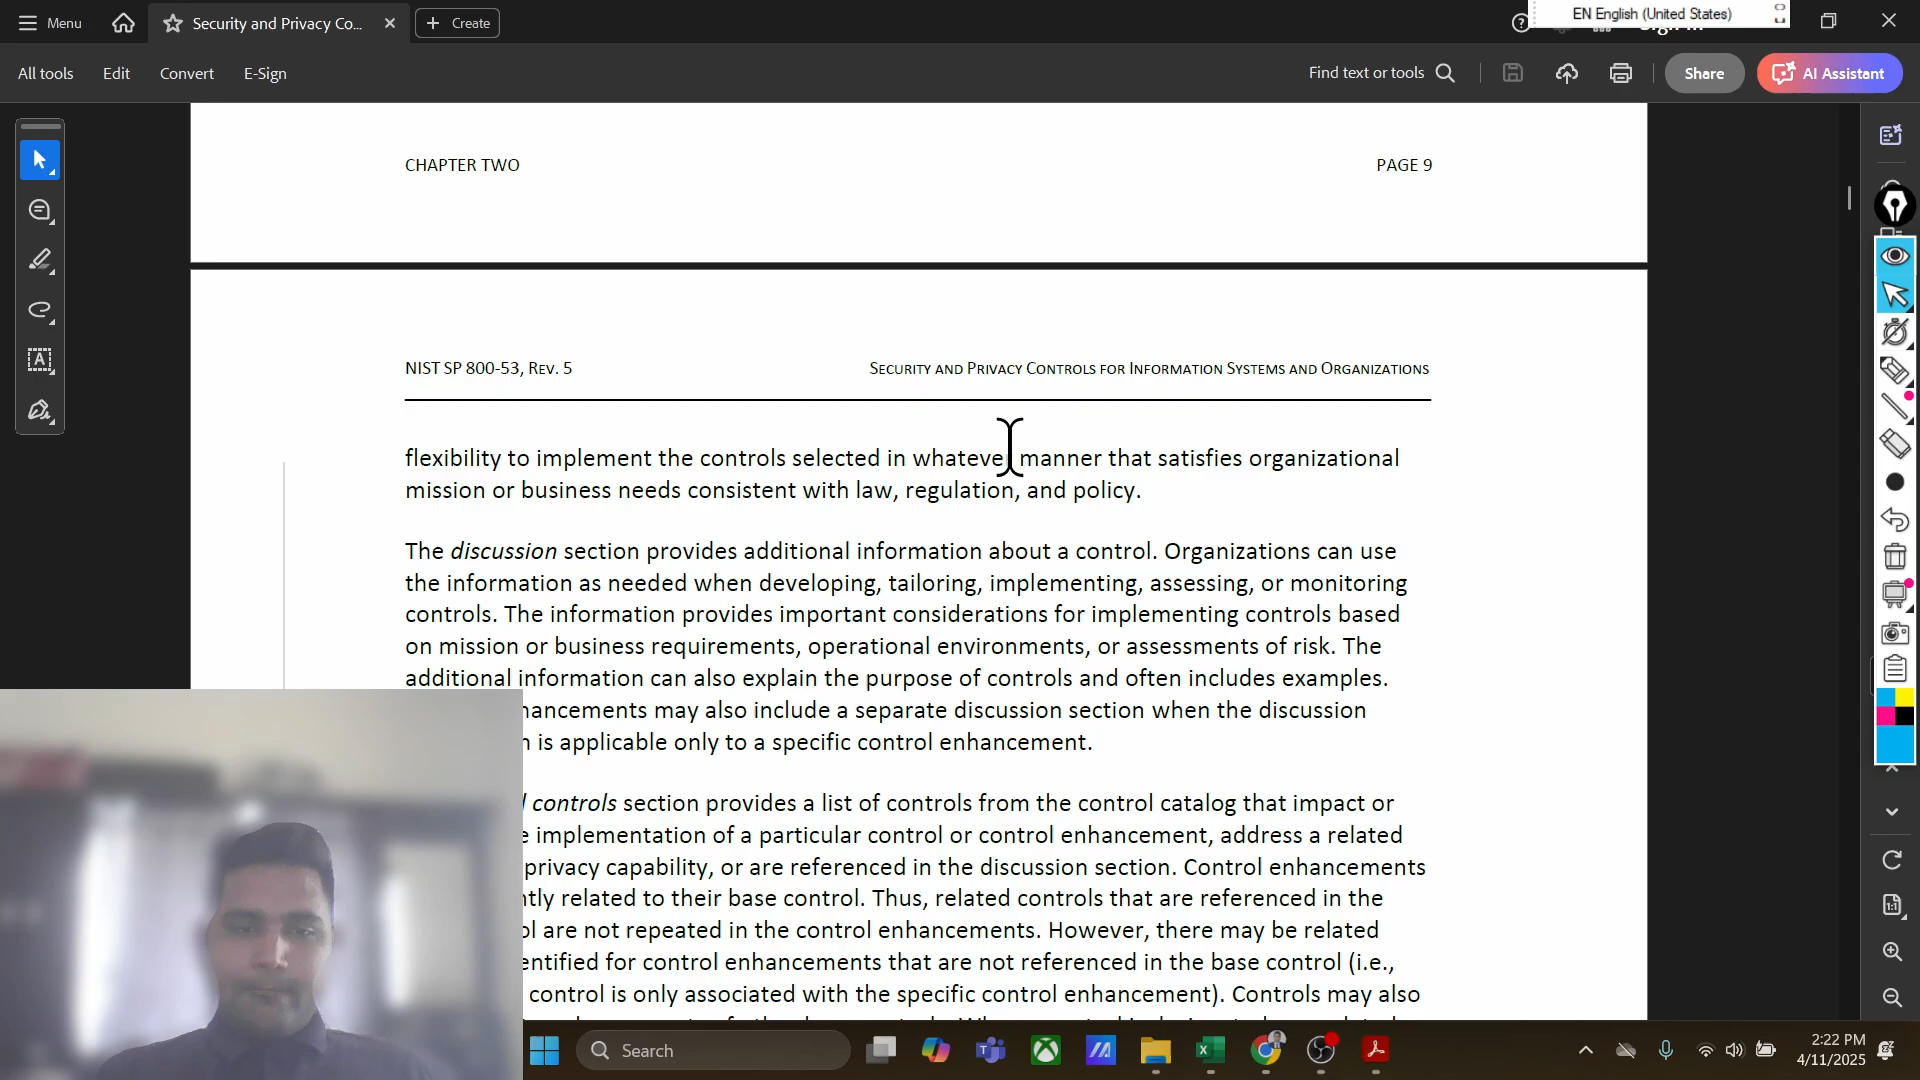 Menu
Security and Privacy Co...
Create
EN English (United States)
All tools
Edit
Convert
E-Sign
Find text or tools
Share
AI Assistant
CHAPTER TWO
PAGE 9
NIST SP 800-53, REV. 5
SECURITY AND PRIVACY CONTROLS FOR INFORMATION SYSTEMS AND ORGANIZATIONS
flexibility to implement the controls selected in whatever manner that satisfies organizational
mission or business needs consistent with law, regulation, and policy.
The discussion section provides additional information about a control. Organizations can use
the information as needed when developing, tailoring, implementing, assessing, or monitoring
controls. The information provides important considerations for implementing controls based
on mission or business requirements, operational environments, or assessments of risk. The
additional information can also explain the purpose of controls and often includes examples.
hancements may also include a separate discussion section when the discussion
is applicable only to a specific control enhancement.
controls section provides a list of controls from the control catalog that impact or
implementation of a particular control or control enhancement, address a related
privacy capability, or are referenced in the discussion section. Control enhancements
ntly related to their base control. Thus, related controls that are referenced in the
ol are not repeated in the control enhancements. However, there may be related
entified for control enhancements that are not referenced in the base control (i.e.,
control is only associated with the specific control enhancement). Controls may also
Search
2:22 PM
4/11/2025